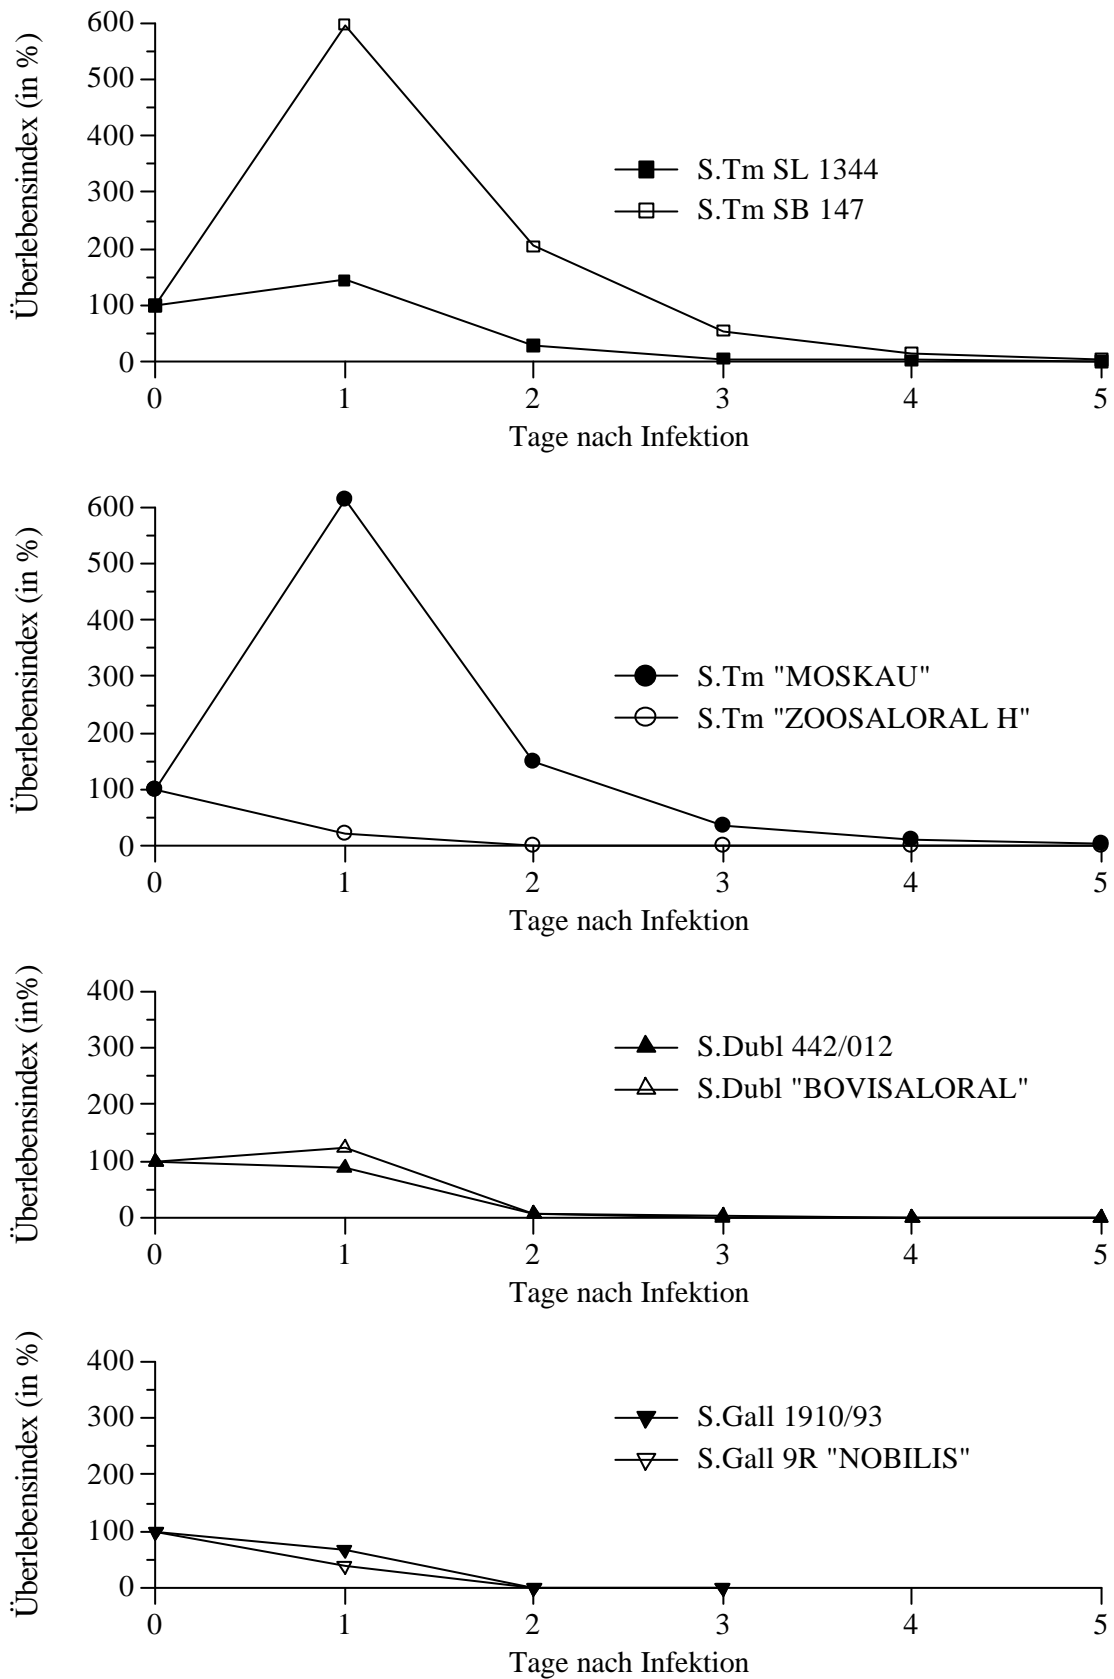 Überlebensindex (in %)
600
500
400
300
200
100
0
S.Tm SL 1344
S.Tm SB 147
0 1 2 3 4 5
Tage nach Infektion
Überlebensindex (in %)
600
500
400
300
200
100
0
S.Tm "MOSKAU"
S.Tm "ZOOSALORAL H"
0 1 2 3 4 5
Tage nach Infektion
Überlebensindex (in%)
400
300
200
100
0
S.Dubl 442/012
S.Dubl "BOVISALORAL"
0 1 2 3 4 5
Tage nach Infektion
Überlebensindex (in %)
400
300
200
100
0
S.Gall 1910/93
S.Gall 9R "NOBILIS"
0 1 2 3 4 5
Tage nach Infektion